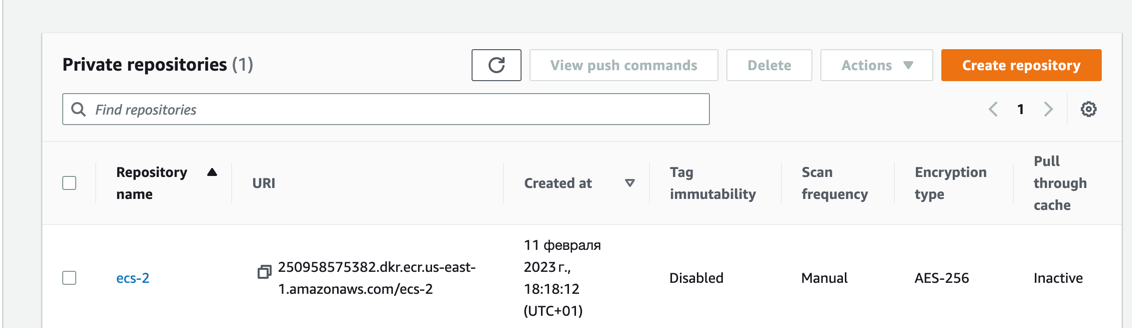 Private repositories (1)
View push commands
Delete
Actions
Create repository
Find repositories
1
Repository
name
URI
Created at
Tag
immutability
Scan
frequency
Encryption
type
Pull
through
cache
ecs-2
250958575382.dkr.ecr.us-east-
1.amazonaws.com/ecs-2
11 февраля
2023 г.,
18:18:12
(UTC+01)
Disabled
Manual
AES-256
Inactive